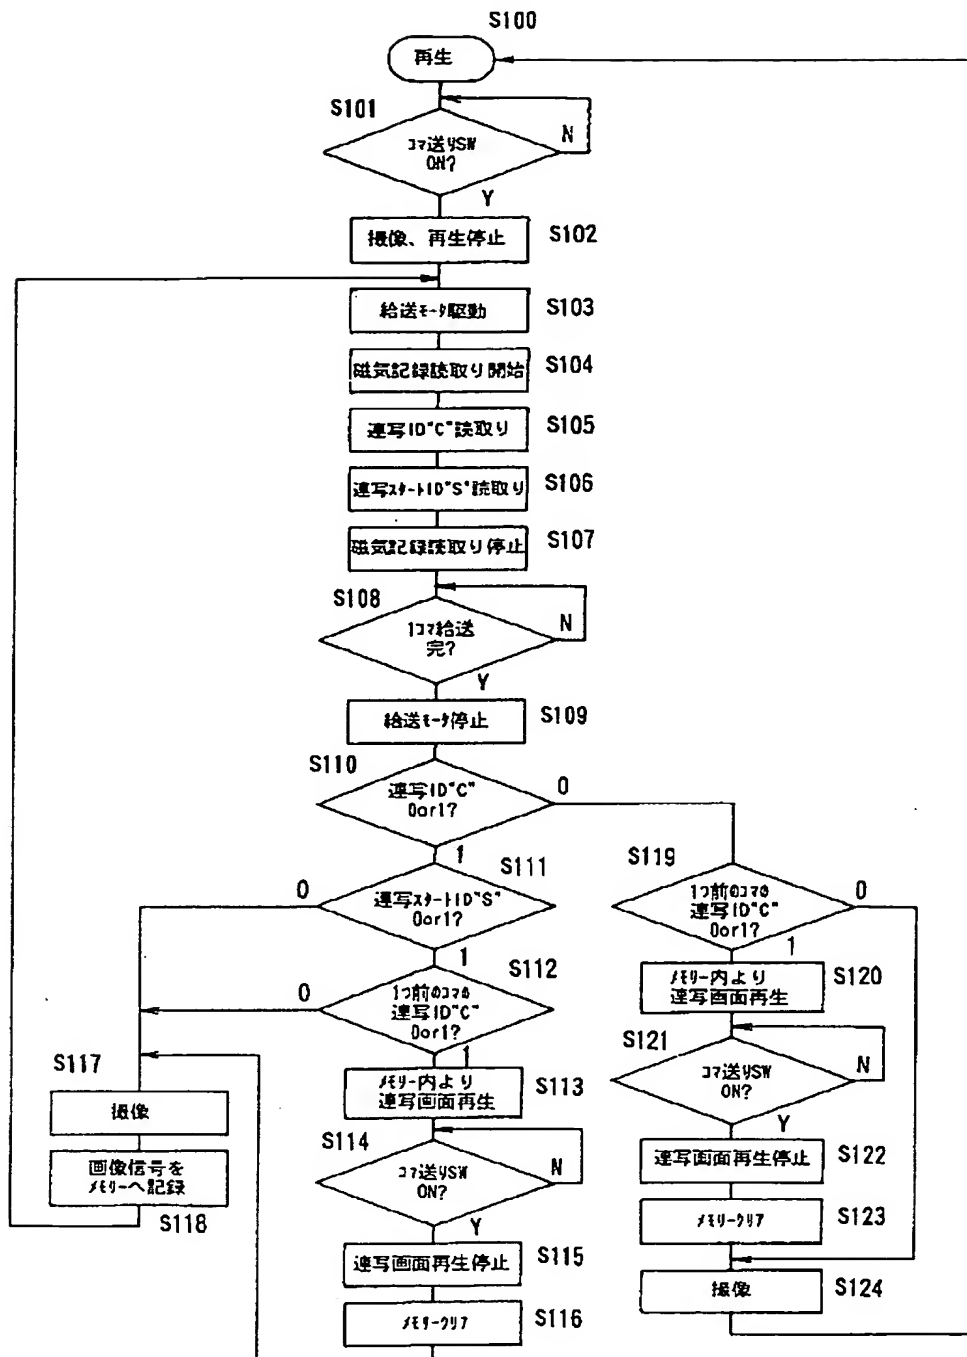 S100
再生
S101
コマ送りSW
ON?
N
Y
撮像、再生停止
S102
給送モータ駆動
S103
磁気記録読取り開始
S104
連写ID"C"読取り
S105
連写スタートID"S"読取り
S106
磁気記録読取り停止
S107
S108
1コマ給送
完?
N
Y
給送モータ停止
S109
S110
連写ID"C"
0or1?
0
1
S111
連写スタートID"S"
0or1?
0
1
S112
1つ前のコマの
連写ID"C"
0or1?
0
1
メモリー内より
連写画面再生
S113
S114
コマ送りSW
ON?
N
Y
連写画面再生停止
S115
メモリークリア
S116
S117
撮像
画像信号を
メモリーへ記録
S118
S119
1つ前のコマの
連写ID"C"
0or1?
0
1
メモリー内より
連写画面再生
S120
S121
コマ送りSW
ON?
N
Y
連写画面再生停止
S122
メモリークリア
S123
撮像
S124